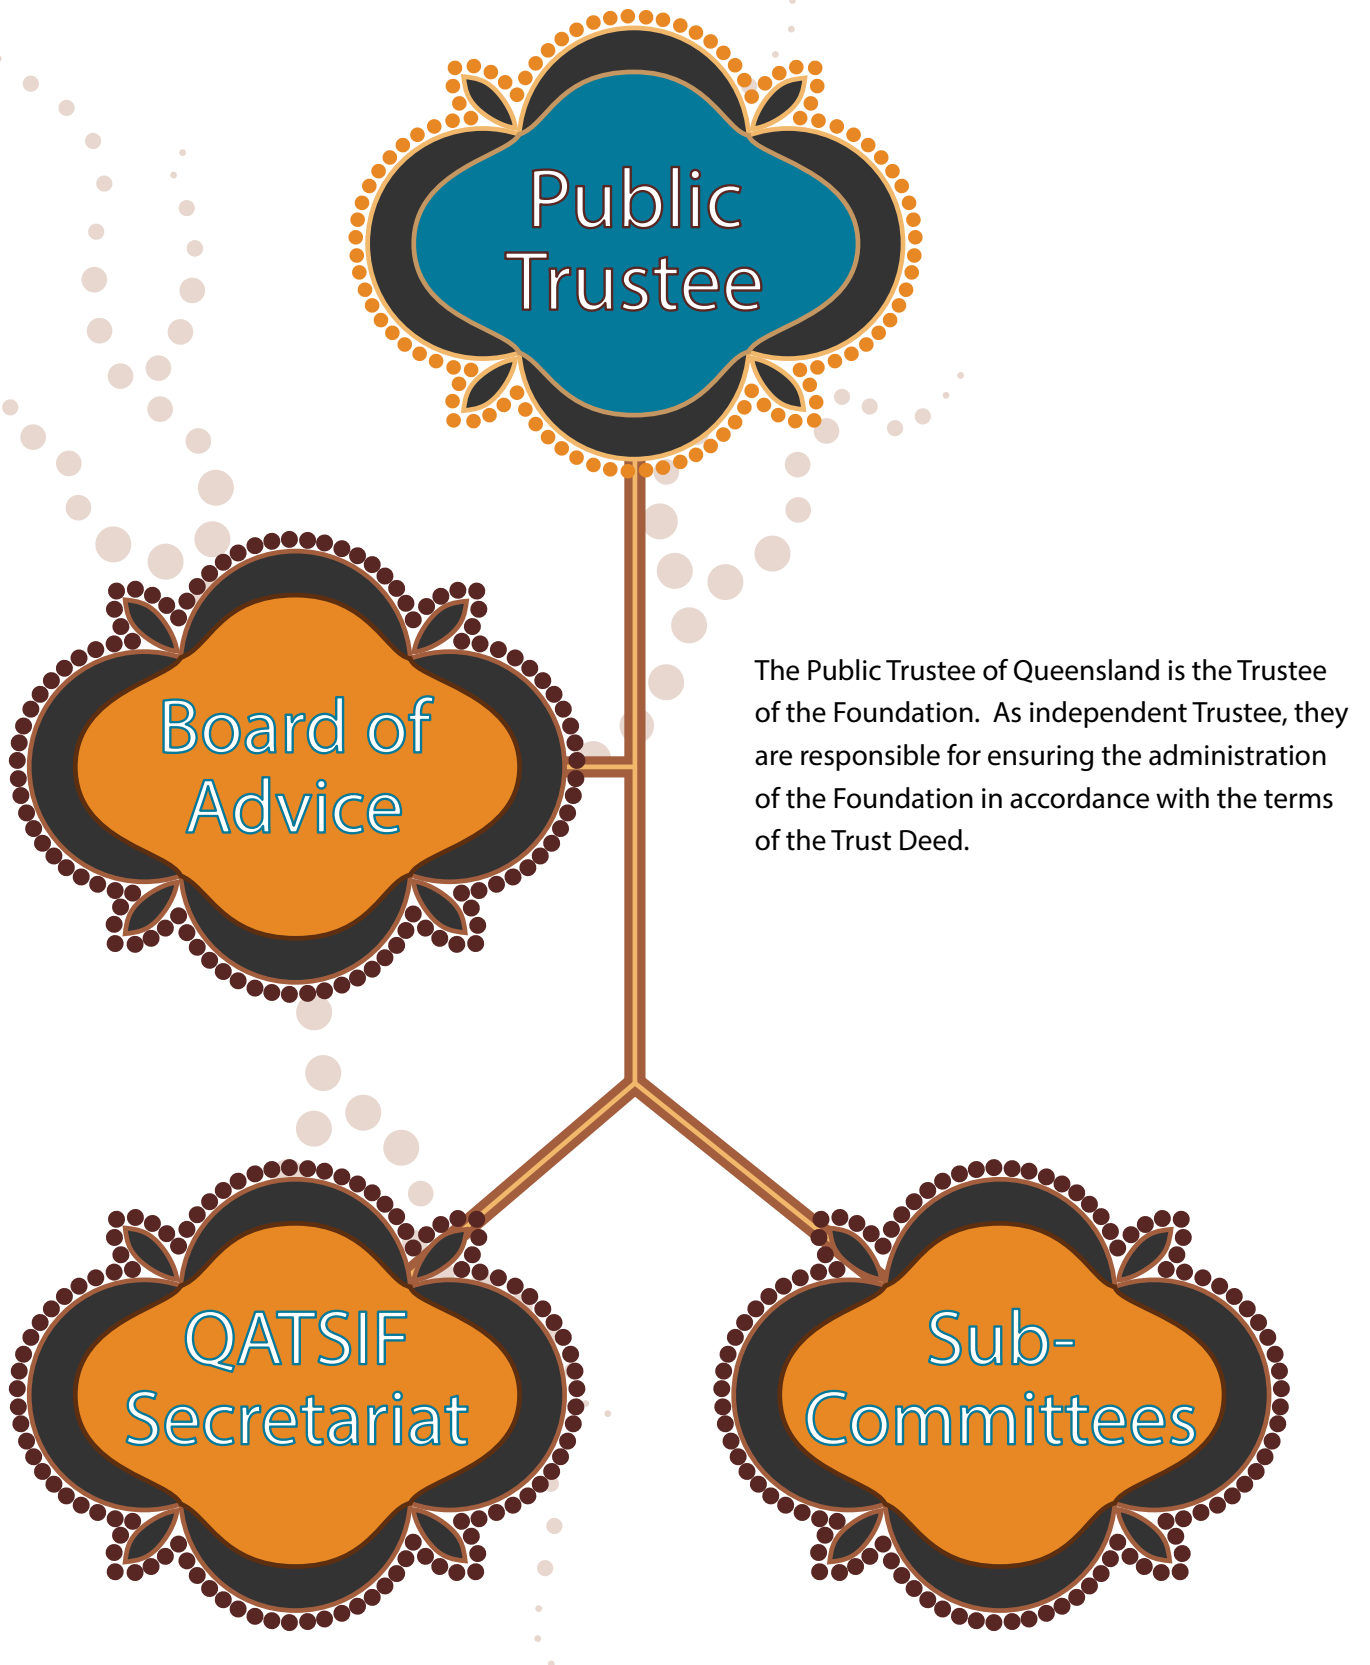 Public
Trustee
Board of
Advice
The Public Trustee of Queensland is the Trustee
of the Foundation.  As independent Trustee, they
are responsible for ensuring the administration
of the Foundation in accordance with the terms
of the Trust Deed.
QATSIF
Secretariat
Sub-
Committees